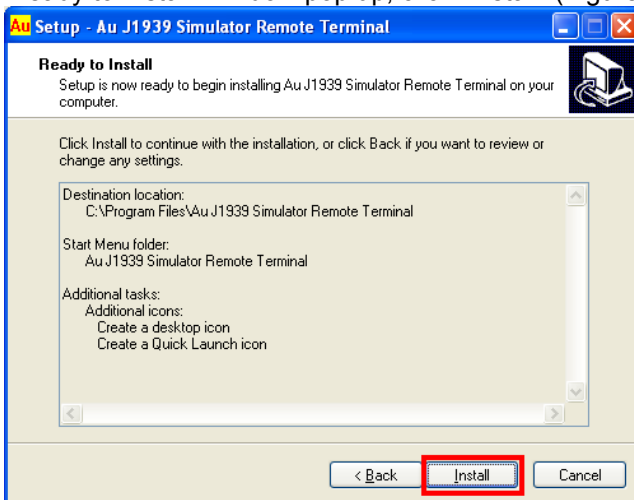 Au Setup - Au J1939 Simulator Remote Terminal
Ready to Install
Setup is now ready to begin installing Au J1939 Simulator Remote Terminal on your
computer.
Click Install to continue with the installation, or click Back if you want to review or
change any settings.
Destination location:
C:\Program Files\Au J1939 Simulator Remote Terminal
Start Menu folder:
Au J1939 Simulator Remote Terminal
Additional tasks:
Additional icons:
Create a desktop icon
Create a Quick Launch icon
< Back
Install
Cancel